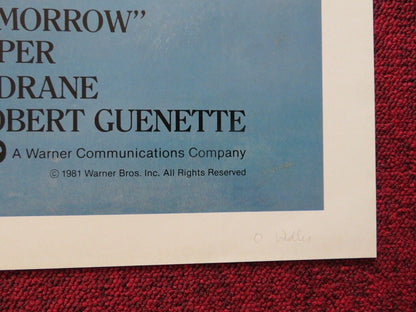 MORROW"
PER
DRANE
OBERT GUENETTE
A Warner Communications Company
© 1981 Warner Bros. Inc. All Rights Reserved